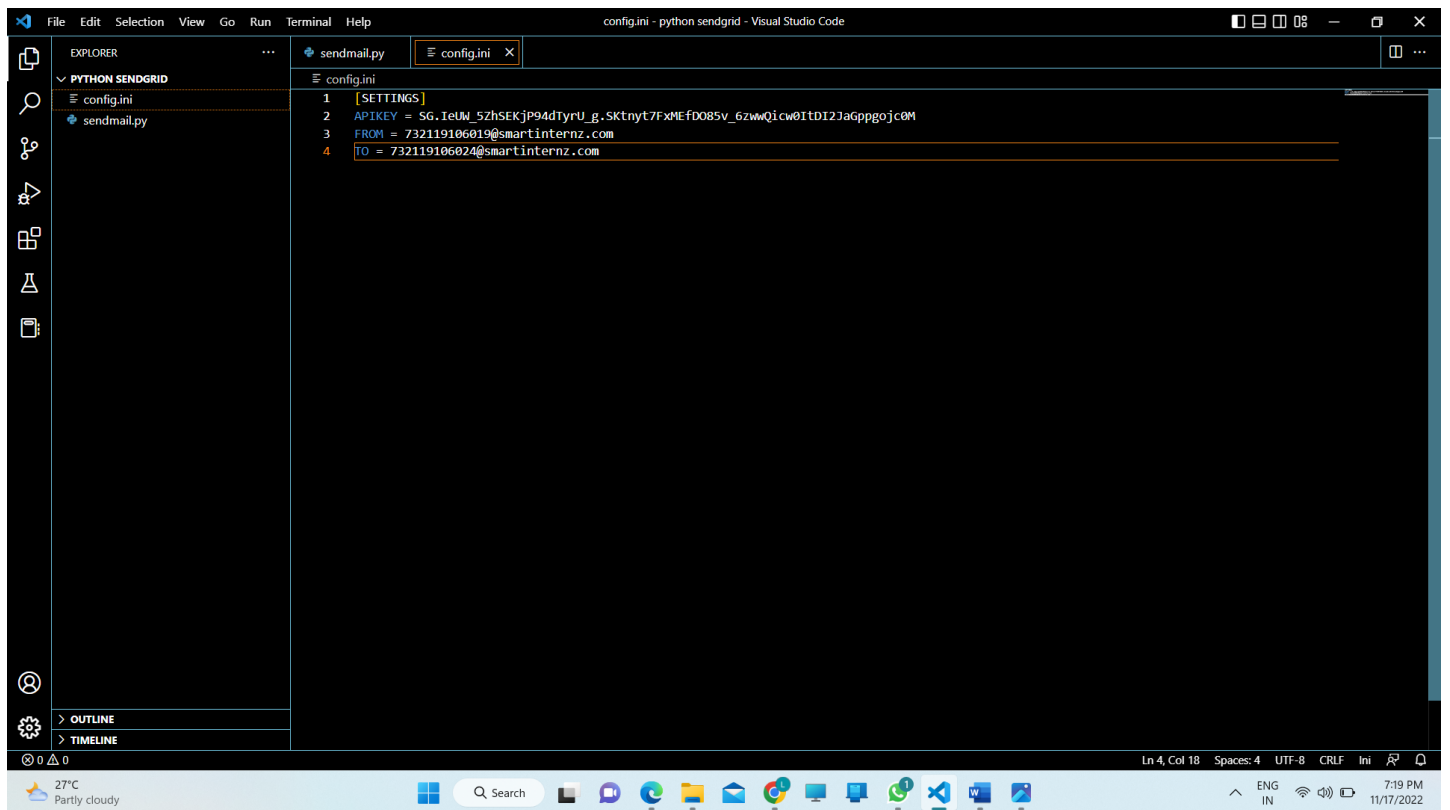 File Edit Selection View Go Run Terminal Help
config.ini - python sendgrid - Visual Studio Code
EXPLORER
PYTHON SENDGRID
config.ini
sendmail.py
OUTLINE
TIMELINE
sendmail.py config.ini
config.ini
1 [SETTINGS]
2 APIKEY = 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
3 FROM = 732119106019@smartinternz.com
4 TO = 732119106024@smartinternz.com
0 0
Ln 4, Col 18 Spaces: 4 UTF-8 CRLF Ini
27°C
Partly cloudy
Search
1
ENG
IN
7:19 PM
11/17/2022